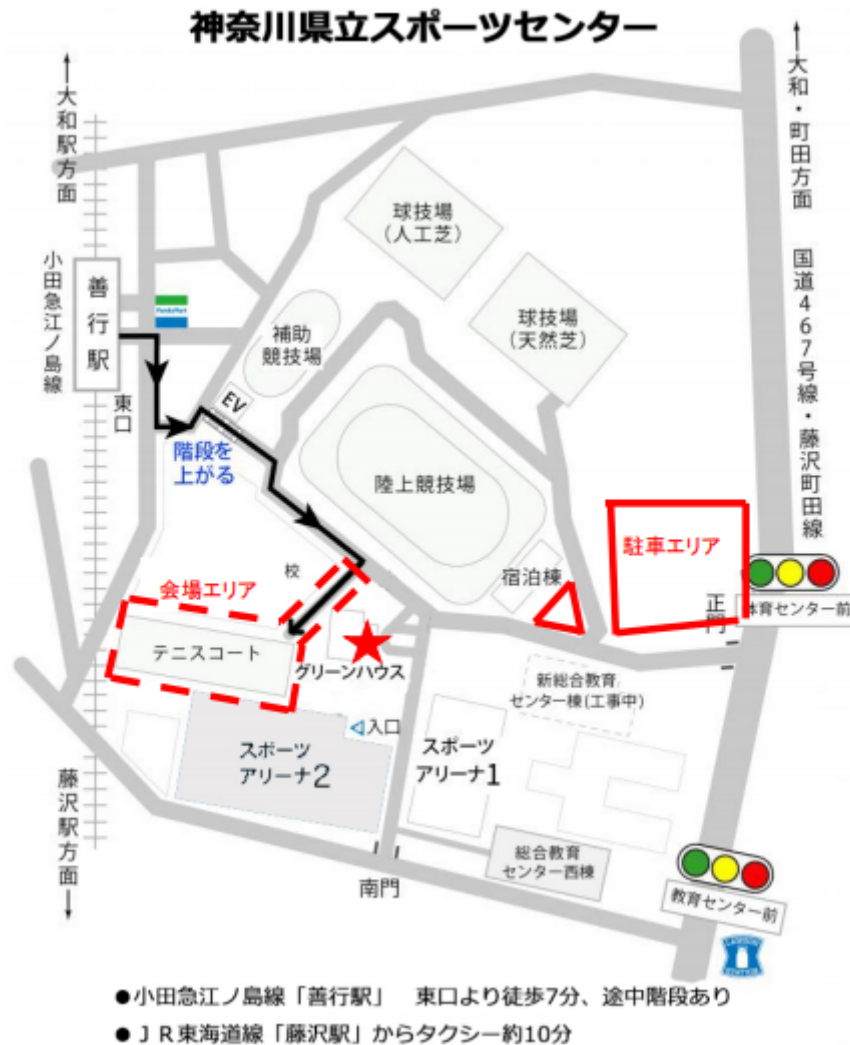 神奈川県立スポーツセンター
大和駅方面
大和・町田方面
国道467号線・藤沢町田線
小田急江ノ島線
善行駅
東口
FamilyMart
球技場
(人工芝)
球技場
(天然芝)
補助
競技場
EV
階段を
上がる
陸上競技場
宿泊棟
駐車エリア
正門
体育センター前
校
会場エリア
テニスコート
グリーンハウス
新総合教育
センター棟(工事中)
入口
スポーツ
アリーナ2
スポーツ
アリーナ1
総合教育
センター西棟
教育センター前
南門
藤沢駅方面
LAWSON
STATION
●小田急江ノ島線「善行駅」 東口より徒歩7分、途中階段あり
●JR東海道線「藤沢駅」からタクシー約10分